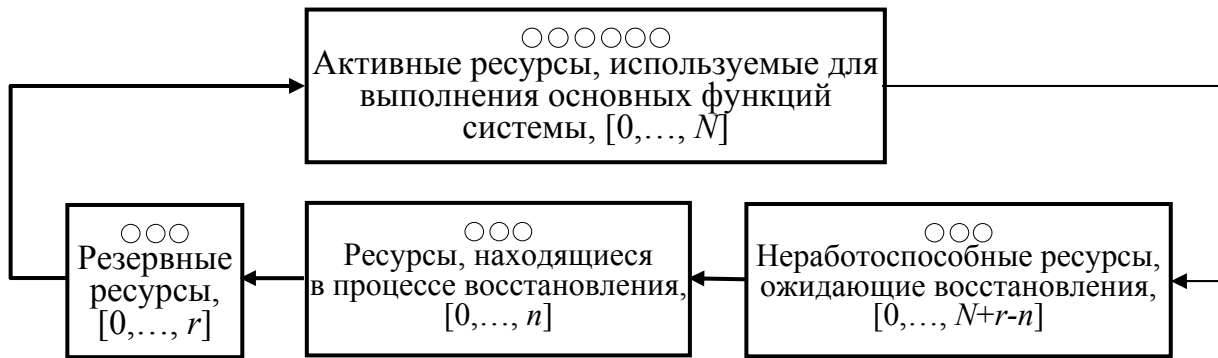 Активные ресурсы, используемые для
выполнения основных функций
системы, [0,…, N]
Резервные
ресурсы,
[0,…, r]
Ресурсы, находящиеся
в процессе восстановления,
[0,…, n]
Неработоспособные ресурсы,
ожидающие восстановления,
[0,…, N+r-n]